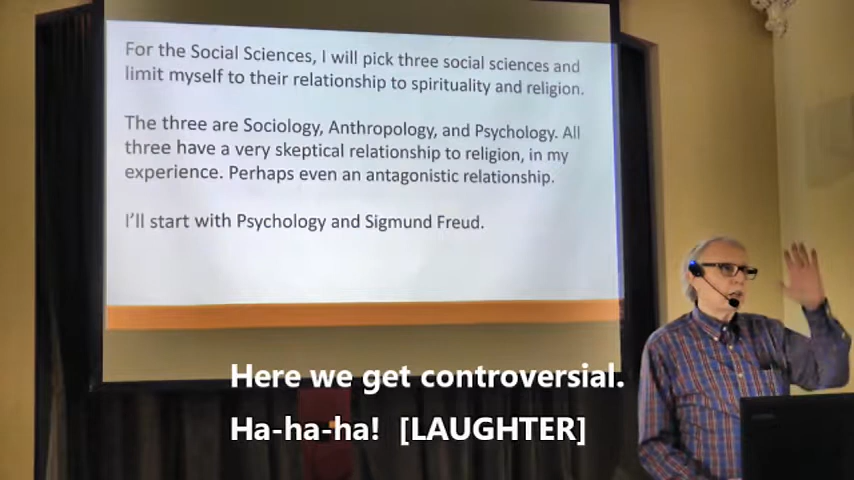 For the Social Sciences, I will pick three social sciences and
limit myself to their relationship to spirituality and religion.
The three are Sociology, Anthropology, and Psychology. All
three have a very skeptical relationship to religion, in my
experience. Perhaps even an antagonistic relationship.
I'll start with Psychology and Sigmund Freud.
Here we get controversial.
Ha-ha-ha! [LAUGHTER]